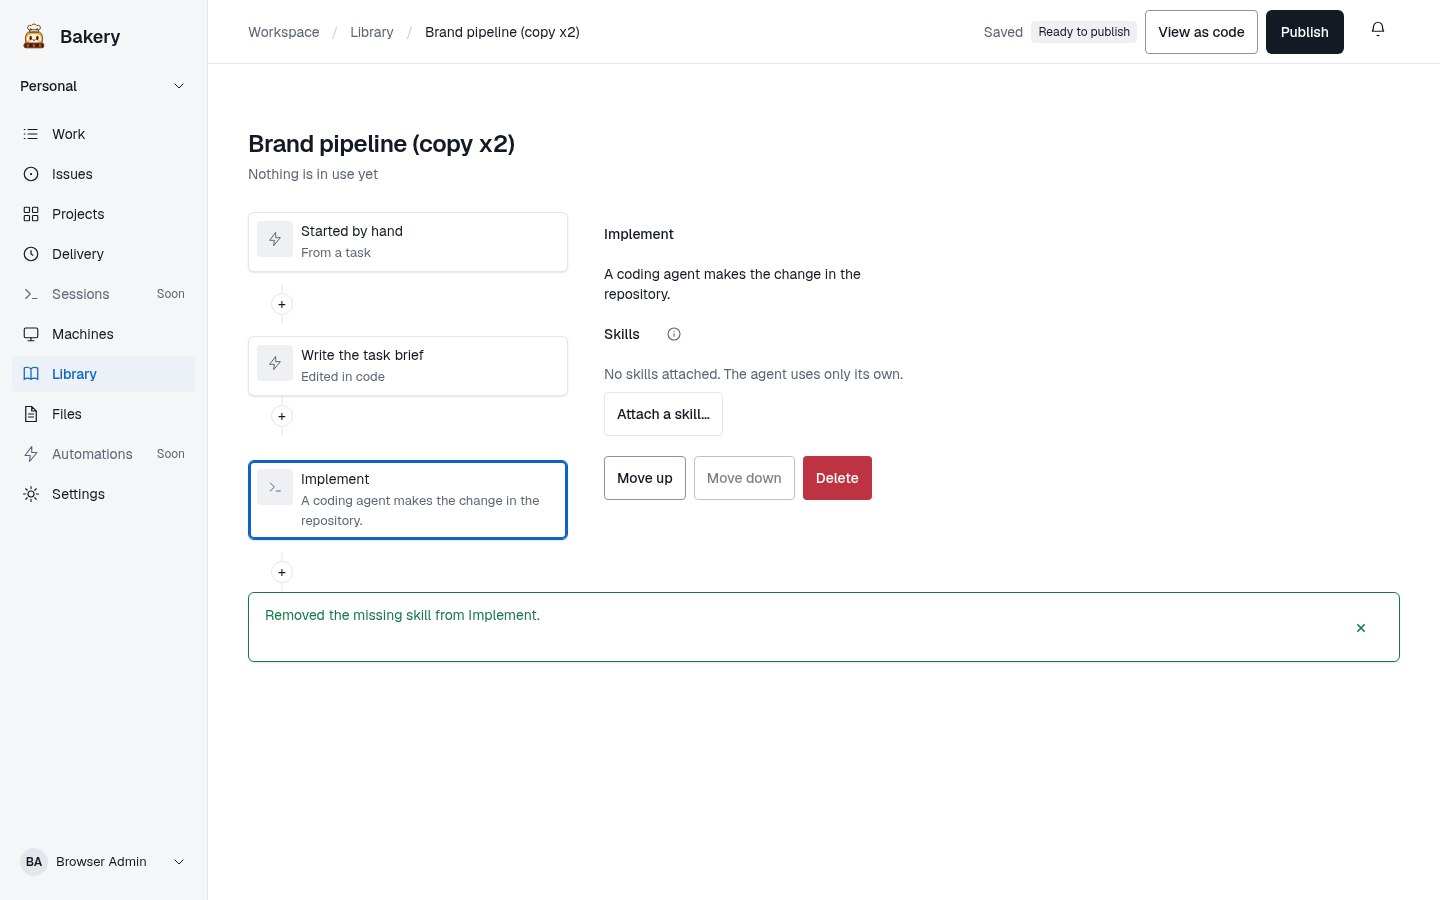 Bakery
Personal
Work
Issues
Projects
Delivery
Sessions Soon
Machines
Library
Files
Automations Soon
Settings
BA Browser Admin
Workspace / Library / Brand pipeline (copy x2)
Saved Ready to publish View as code Publish
Brand pipeline (copy x2)
Nothing is in use yet
Started by hand
From a task
+
Write the task brief
Edited in code
+
Implement
A coding agent makes the change in the
repository.
+
Implement
A coding agent makes the change in the
repository.
Skills
No skills attached. The agent uses only its own.
Attach a skill...
Move up Move down Delete
Removed the missing skill from Implement.